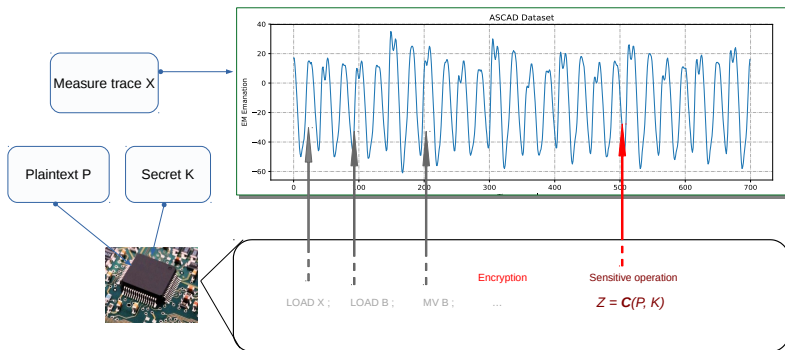 ASCAD Dataset
Measure trace X
EM Emanation
40
20
0
−20
−40
−60
0
100
200
300
400
500
600
700
Plaintext P
Secret K
Encryption
Sensitive operation
LOAD X ;
LOAD B ;
MV B ;
...
Z = C(P, K)